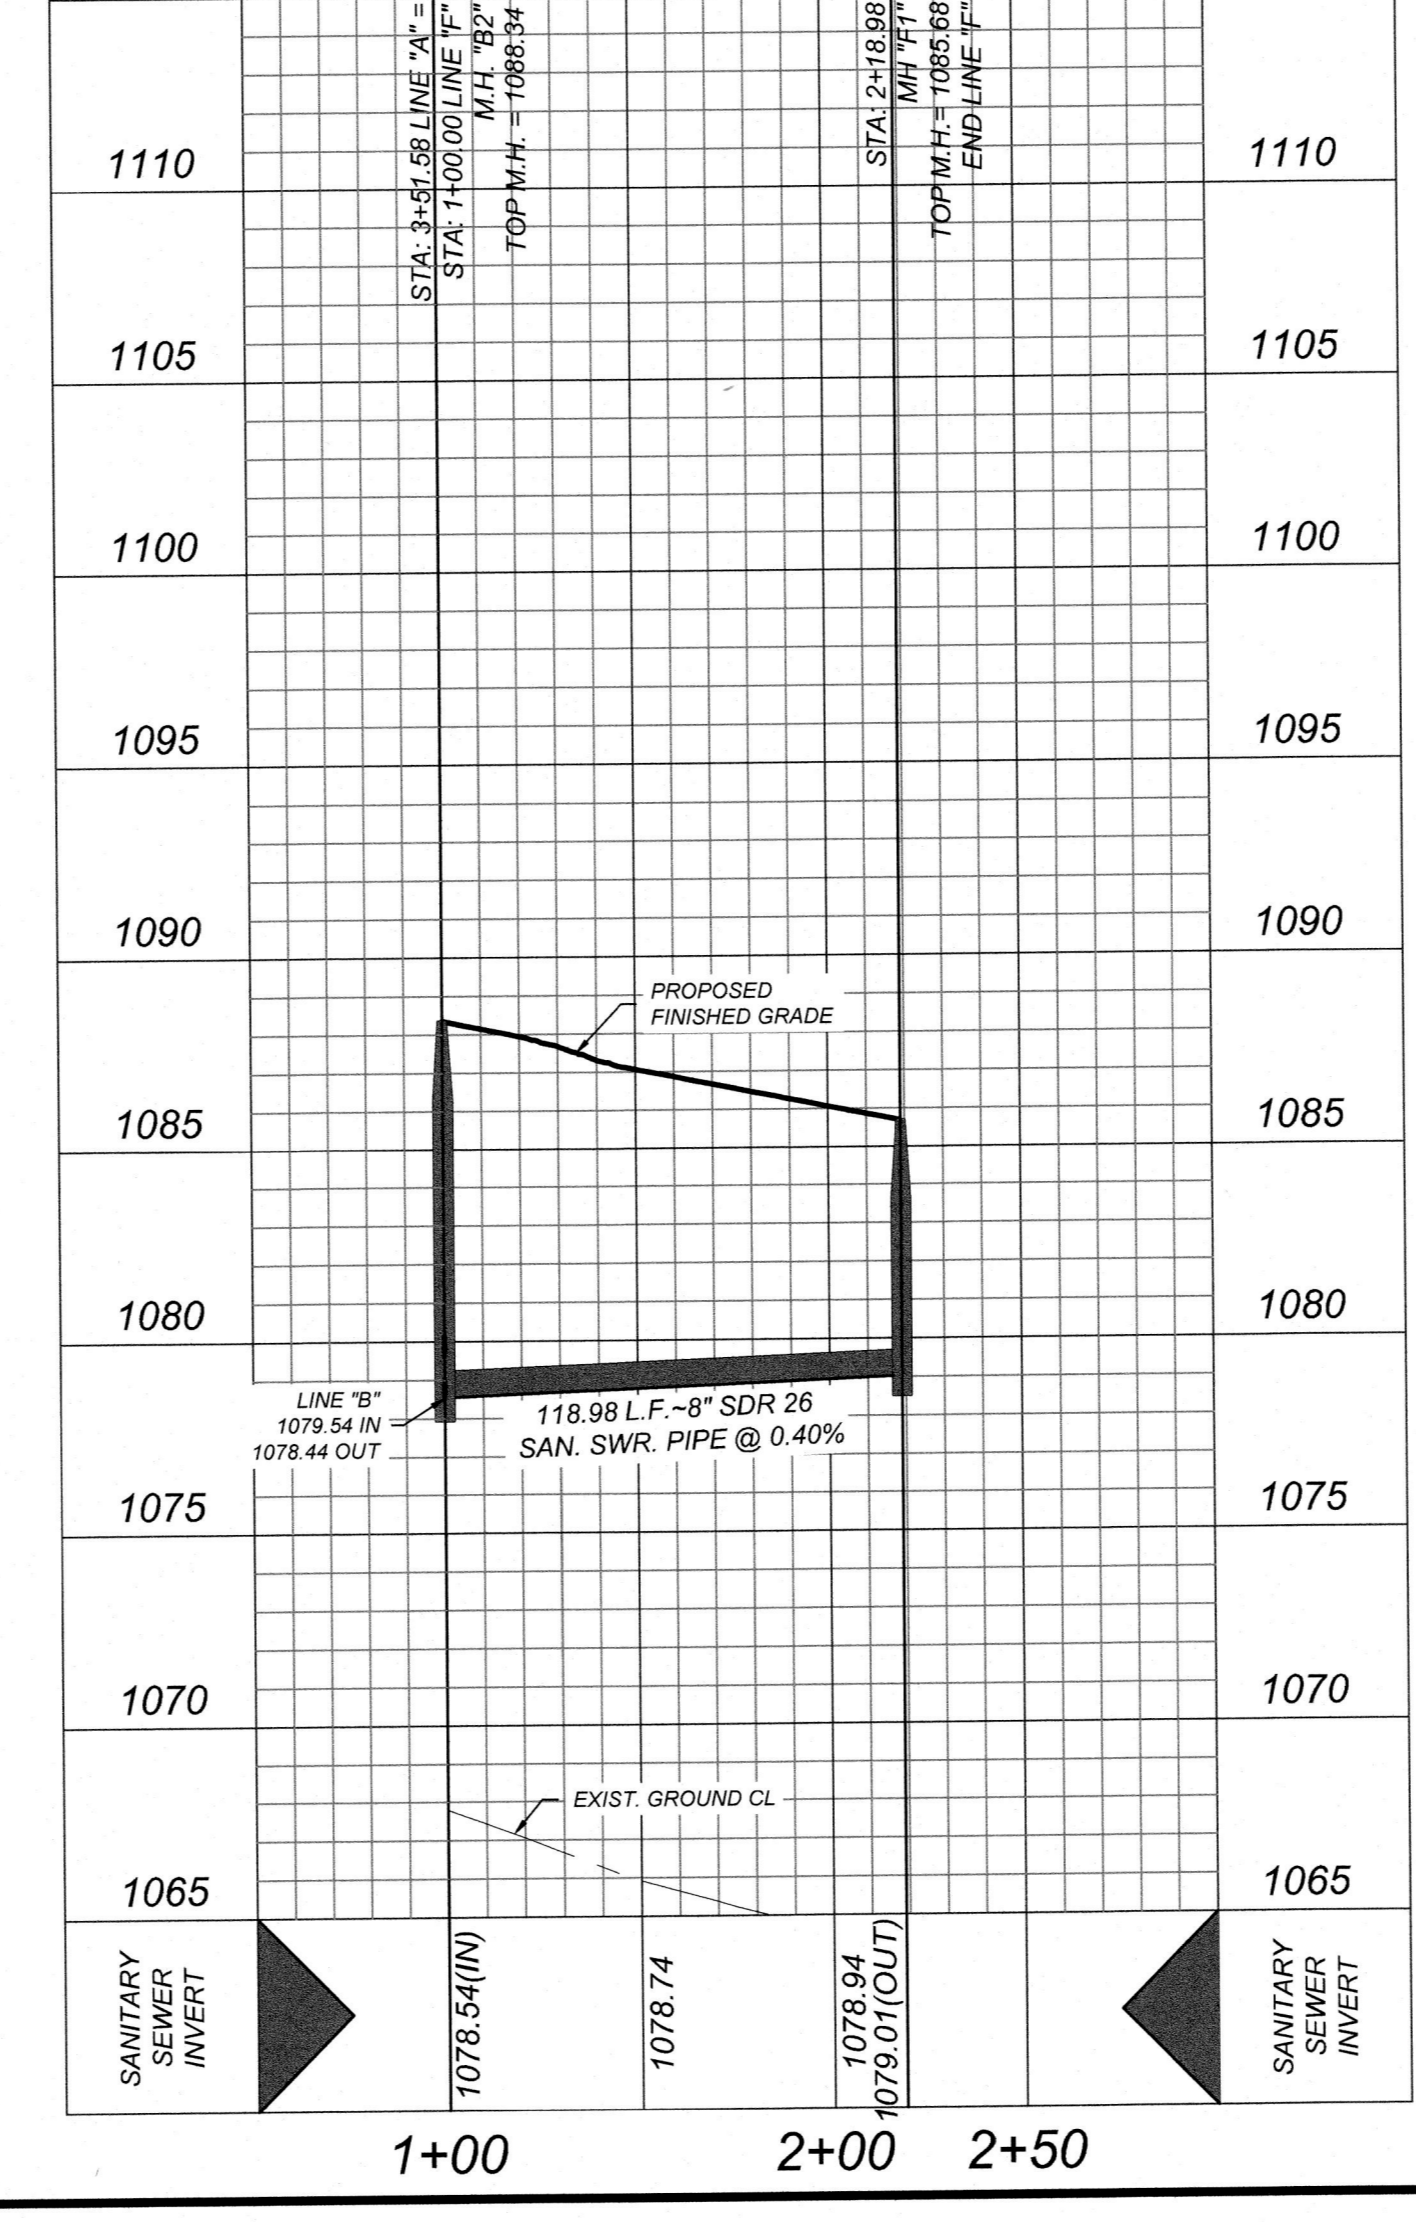 STA: 3+51.58 LINE "A" =
STA: 1+00.00 LINE "F"
M.H. "B2"
TOP M.H. = 1088.34
STA: 2+18.98
MH "F1"
TOP M.H. = 1085.68
END LINE "F"
1110
1110
1105
1105
1100
1100
1095
1095
1090
1090
PROPOSED
FINISHED GRADE
1085
1085
1080
1080
LINE "B"
1079.54 IN
1078.44 OUT
118.98 L.F.~8" SDR 26
SAN. SWR. PIPE @ 0.40%
1075
1075
1070
1070
EXIST. GROUND CL
1065
1065
SANITARY
SEWER
INVERT
1078.54(IN)
1078.74
1078.94
1079.01(OUT)
SANITARY
SEWER
INVERT
1+00
2+00
2+50